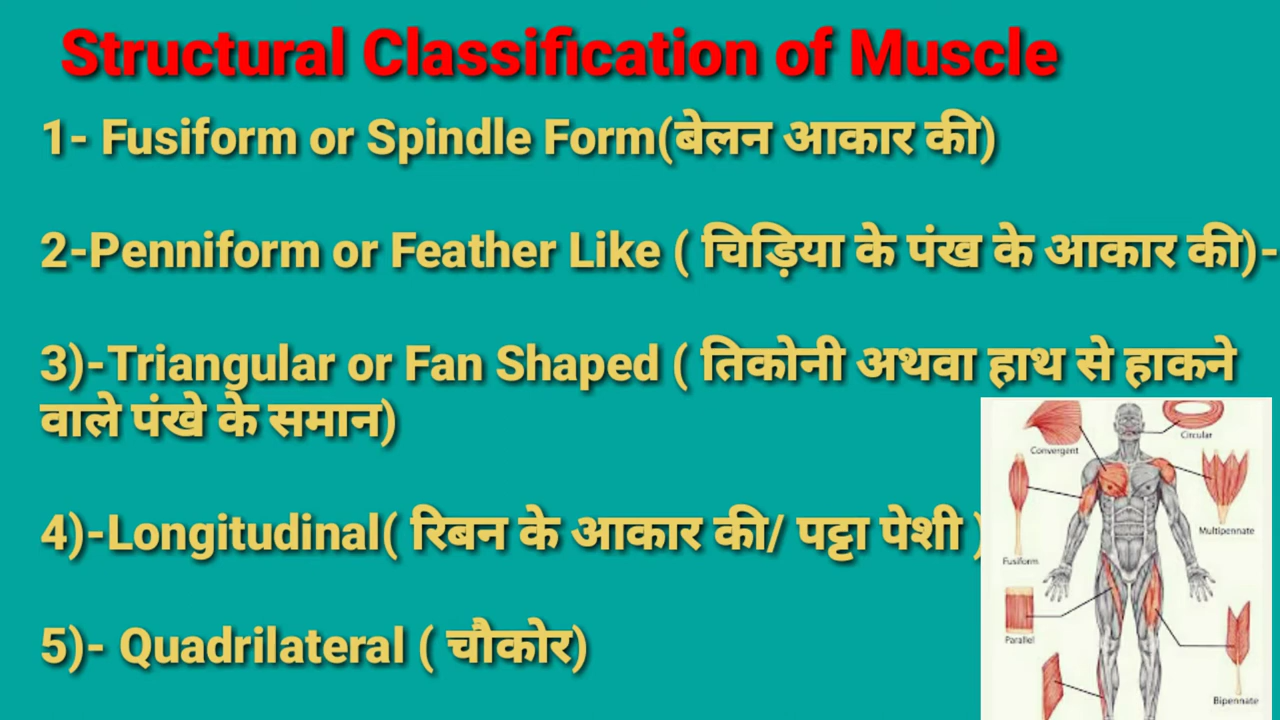 Structural Classification of Muscle
1- Fusiform or Spindle Form(बेलन आकार की)
2-Penniform or Feather Like ( चिड़िया के पंख के आकार की)-
3)-Triangular or Fan Shaped ( तिकोनी अथवा हाथ से हाकने
वाले पंखे के समान)
4)-Longitudinal( रिबन के आकार की/ पट्टा पेशी )
5)- Quadrilateral ( चौकोर)
Circular
Convergent
Multipennate
Fusiform
Parallel
Bipennate